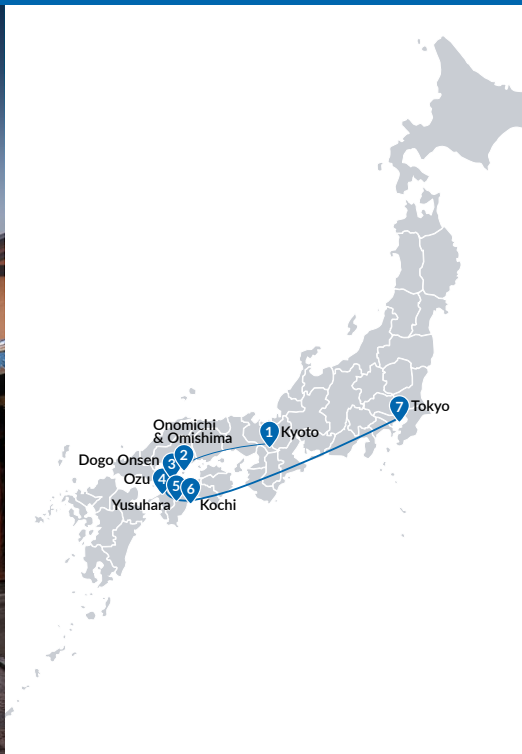 7
Tokyo
Onomichi
& Omishima
1
Kyoto
2
Dogo Onsen
3
Ozu
4
5
6
Yusuhara
Kochi